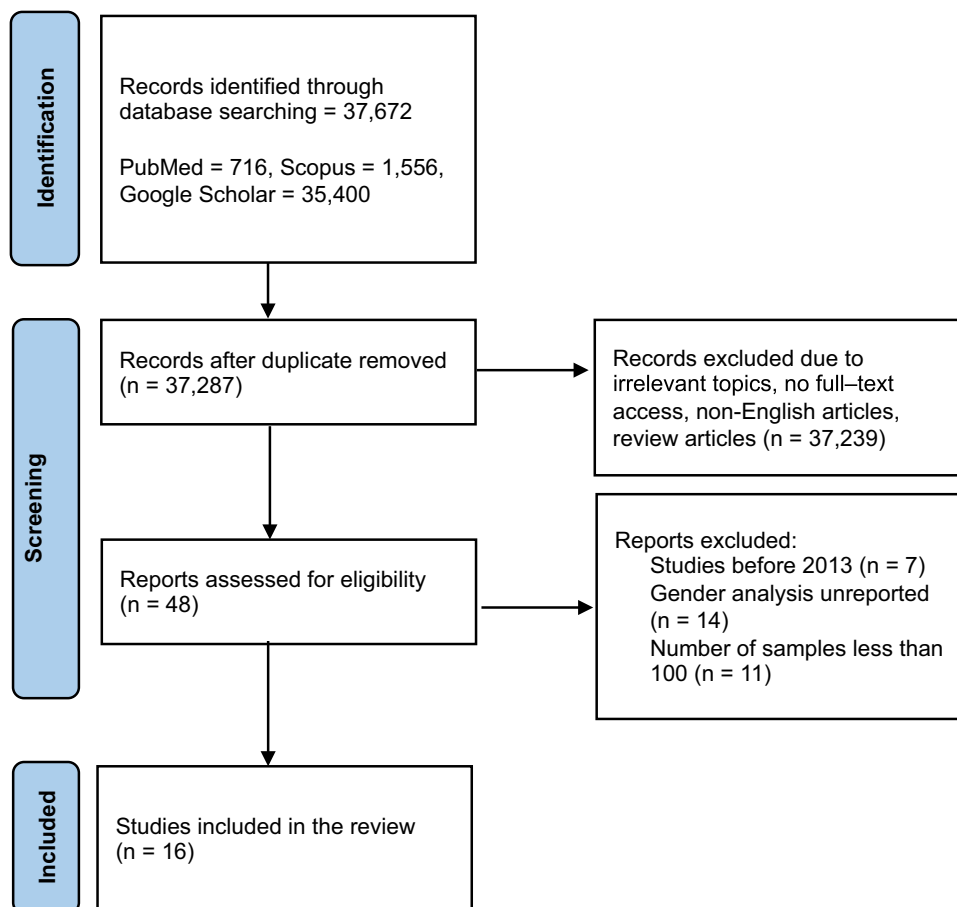 Identification
Records identified through
database searching = 37,672
PubMed = 716, Scopus = 1,556,
Google Scholar = 35,400
Screening
Records after duplicate removed
(n = 37,287)
Records excluded due to
irrelevant topics, no full–text
access, non-English articles,
review articles (n = 37,239)
Reports assessed for eligibility
(n = 48)
Reports excluded:
Studies before 2013 (n = 7)
Gender analysis unreported
(n = 14)
Number of samples less than
100 (n = 11)
Included
Studies included in the review
(n = 16)